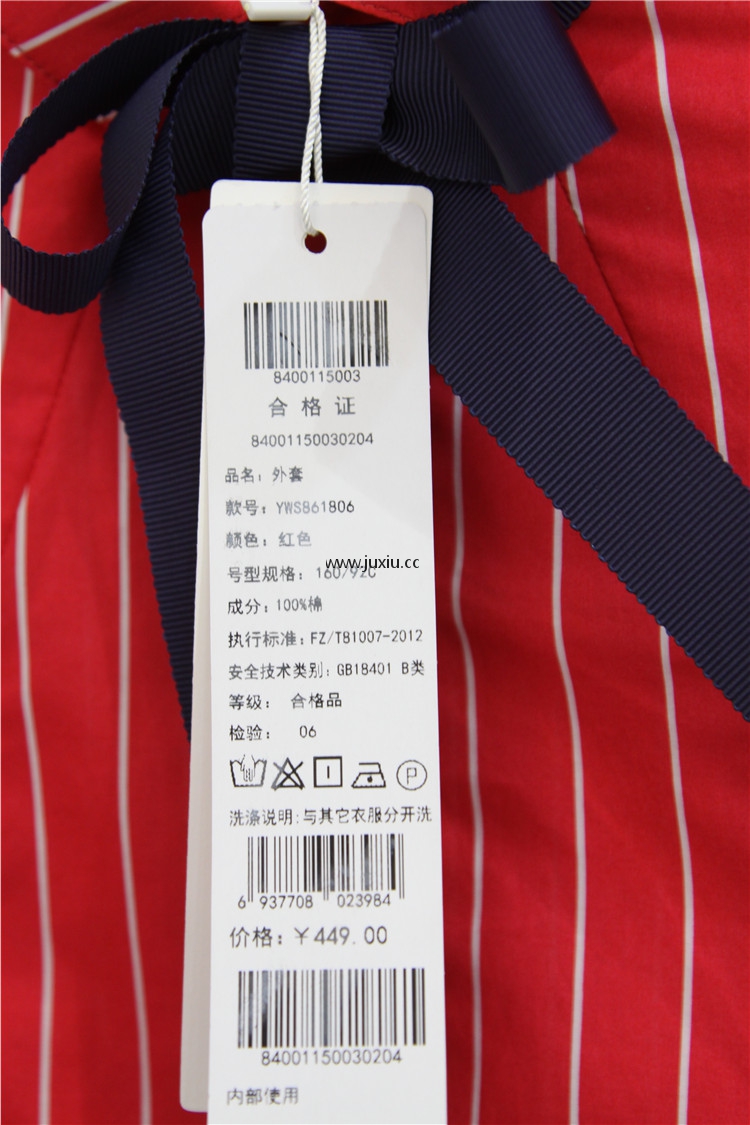 8400115003
合格证
84001150030204
品名：外套
款号：YWS861806
颜色：红色
www.juxiu.cc
号型规格：160/92C
成分：100%棉
执行标准：FZ/T81007-2012
安全技术类别：GB18401 B类
等级： 合格品
检验： 06
P
洗涤说明：与其它衣服分开洗
6 937708 023984
价格：￥449.00
84001150030204
内部使用